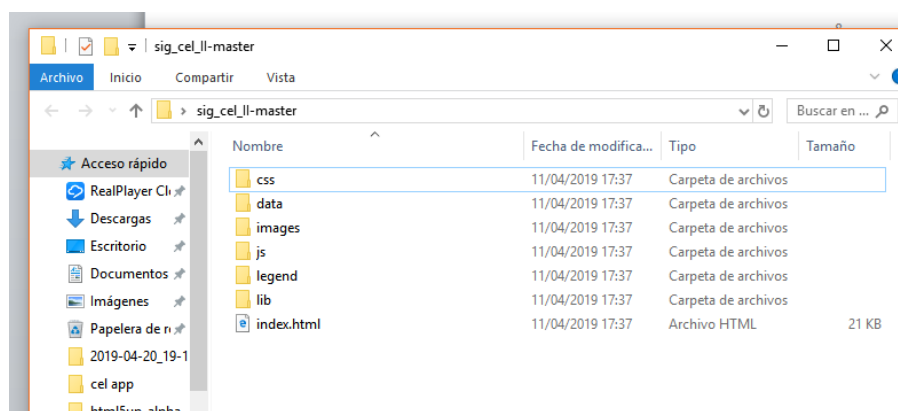 sig_cel_ll-master
Archivo Inicio Compartir Vista
sig_cel_ll-master Buscar en ...
Nombre Fecha de modifica... Tipo Tamaño
Acceso rápido
RealPlayer Cl
Descargas
Escritorio
Documentos
Imágenes
Papelera de r
2019-04-20_19-1
cel app
html5up-alpha
css 11/04/2019 17:37 Carpeta de archivos
data 11/04/2019 17:37 Carpeta de archivos
images 11/04/2019 17:37 Carpeta de archivos
js 11/04/2019 17:37 Carpeta de archivos
legend 11/04/2019 17:37 Carpeta de archivos
lib 11/04/2019 17:37 Carpeta de archivos
index.html 11/04/2019 17:37 Archivo HTML 21 KB